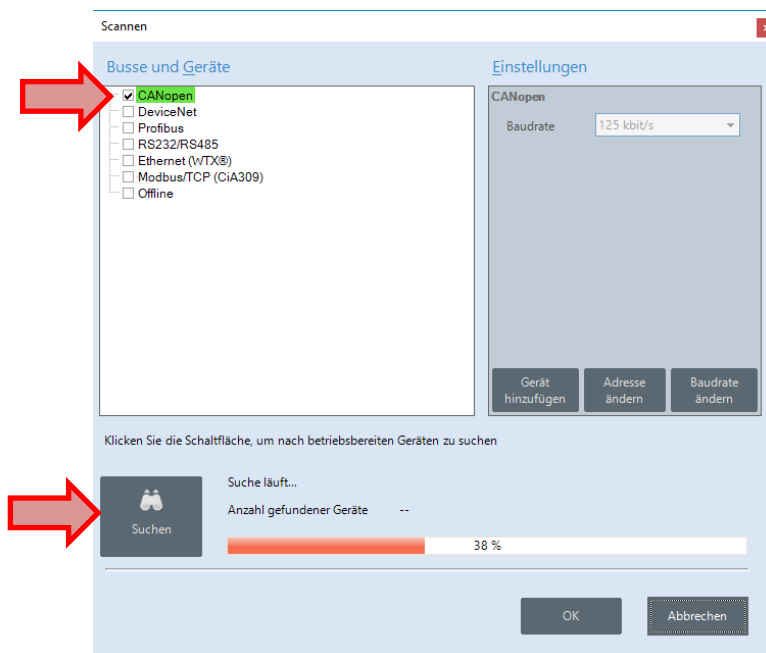 Scannen
Busse und Geräte
CANopen
DeviceNet
Profibus
RS232/RS485
Ethernet (WTX®)
Modbus/TCP (CiA309)
Offline
Einstellungen
CANopen
Baudrate
125 kbit/s
Gerät
hinzufügen
Adresse
ändern
Baudrate
ändern
Klicken Sie die Schaltfläche, um nach betriebsbereiten Geräten zu suchen
Suchen
Suche läuft...
Anzahl gefundener Geräte --
38 %
OK
Abbrechen